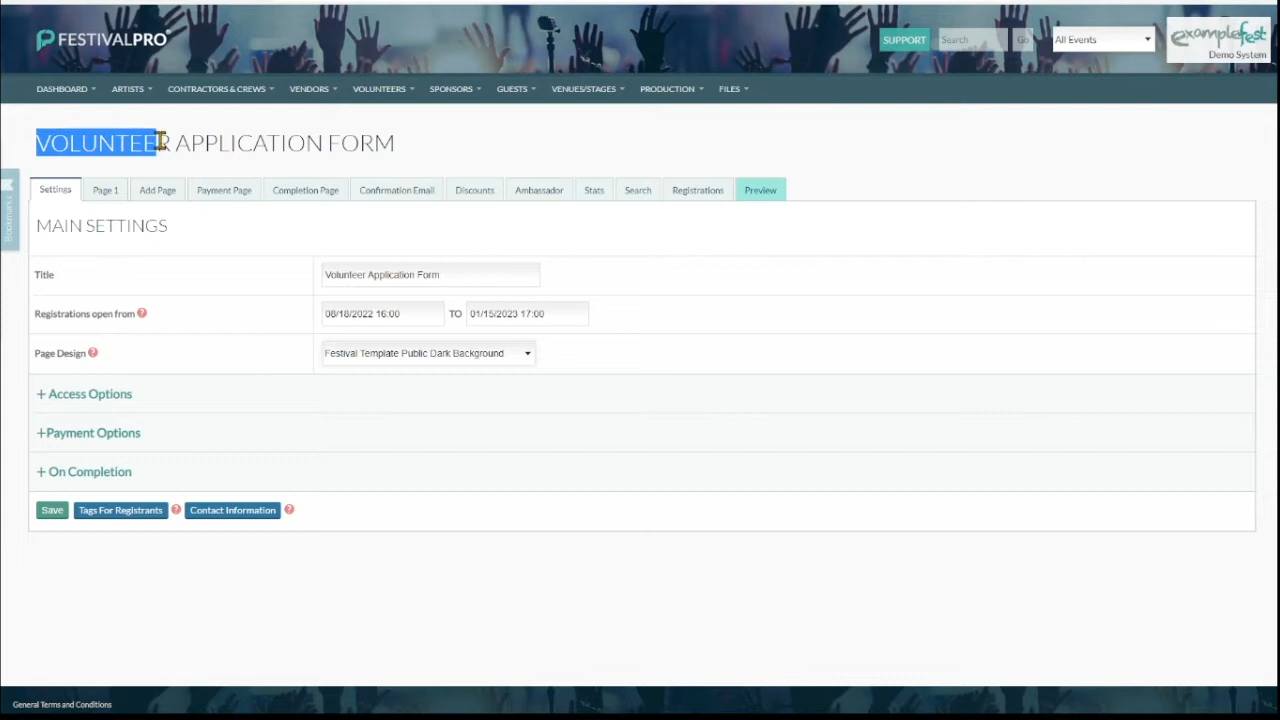 FESTIVALPRO
SUPPORT Search Go All Events
examplefest
Demo System
DASHBOARD ARTISTS CONTRACTORS & CREWS VENDORS VOLUNTEERS SPONSORS GUESTS VENUES/STAGES PRODUCTION FILES
VOLUNTEER APPLICATION FORM
Bookmarks
Settings Page 1 Add Page Payment Page Completion Page Confirmation Email Discounts Ambassador Stats Search Registrations Preview
MAIN SETTINGS
Title Volunteer Application Form
Registrations open from ? 08/18/2022 16:00 TO 01/15/2023 17:00
Page Design ? Festival Template Public Dark Background
+ Access Options
+Payment Options
+ On Completion
Save Tags For Registrants ? Contact Information ?
General Terms and Conditions